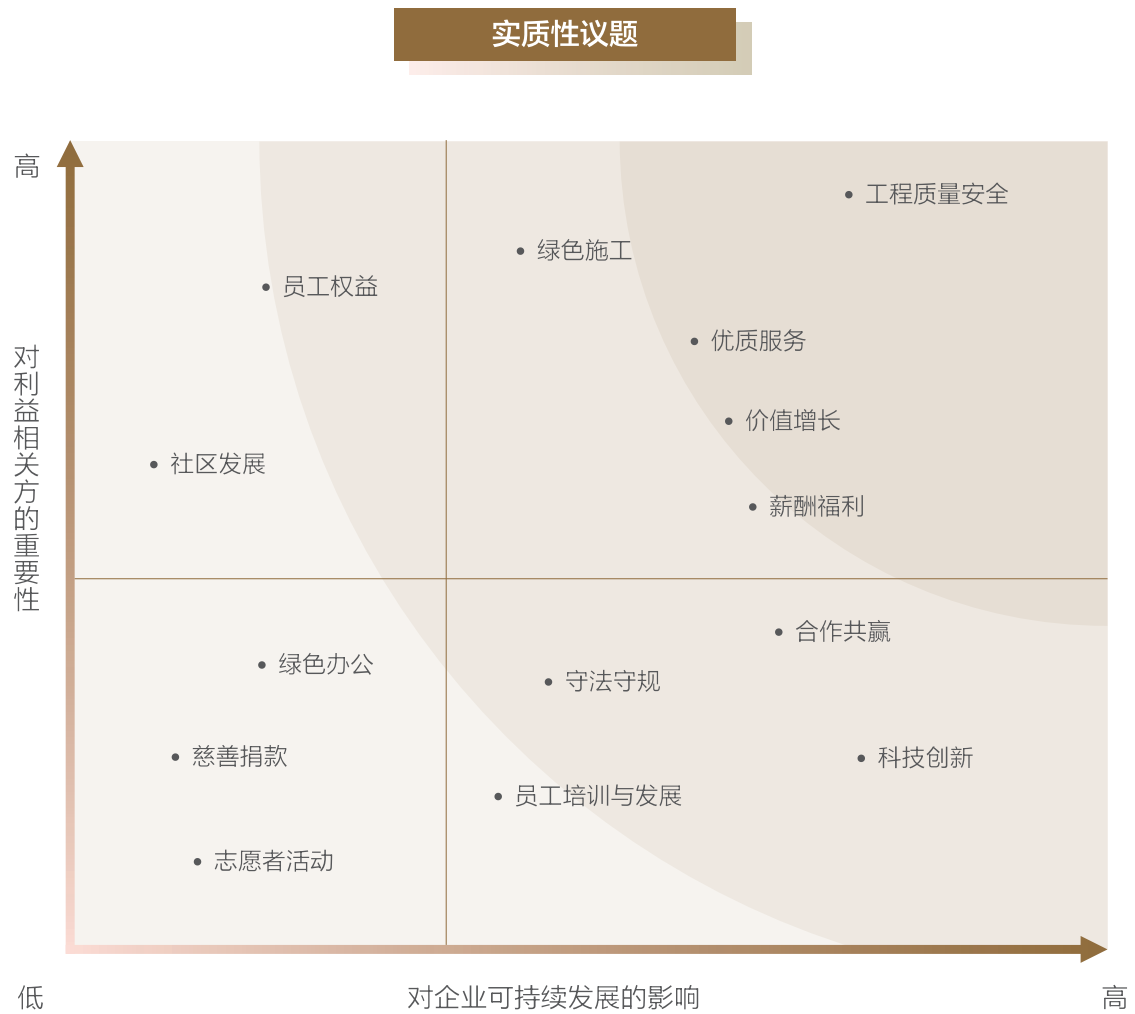 实质性议题
高
工程质量安全
绿色施工
员工权益
优质服务
价值增长
社区发展
薪酬福利
对利益相关方的重要性
合作共赢
绿色办公
守法守规
慈善捐款
科技创新
员工培训与发展
志愿者活动
低
对企业可持续发展的影响
高